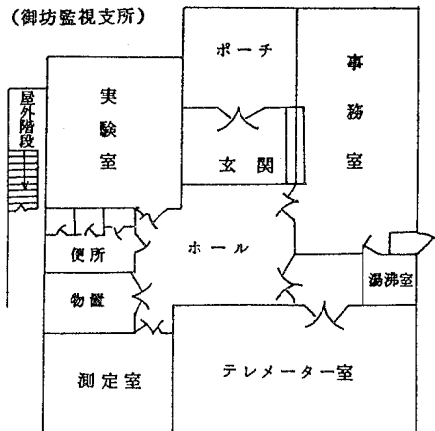 (御坊監視支所)
ポーチ
事務室
実験室
屋外階段
玄関
ホール
便所
湯沸室
物置
測定室
テレメーター室